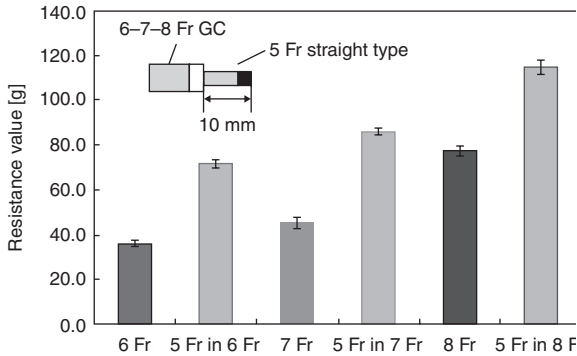 140.0
120.0
100.0
80.0
60.0
40.0
20.0
0.0
Resistance value [g]
6–7–8 Fr GC
5 Fr straight type
10 mm
6 Fr
5 Fr in 6 Fr
7 Fr
5 Fr in 7 Fr
8 Fr
5 Fr in 8 F